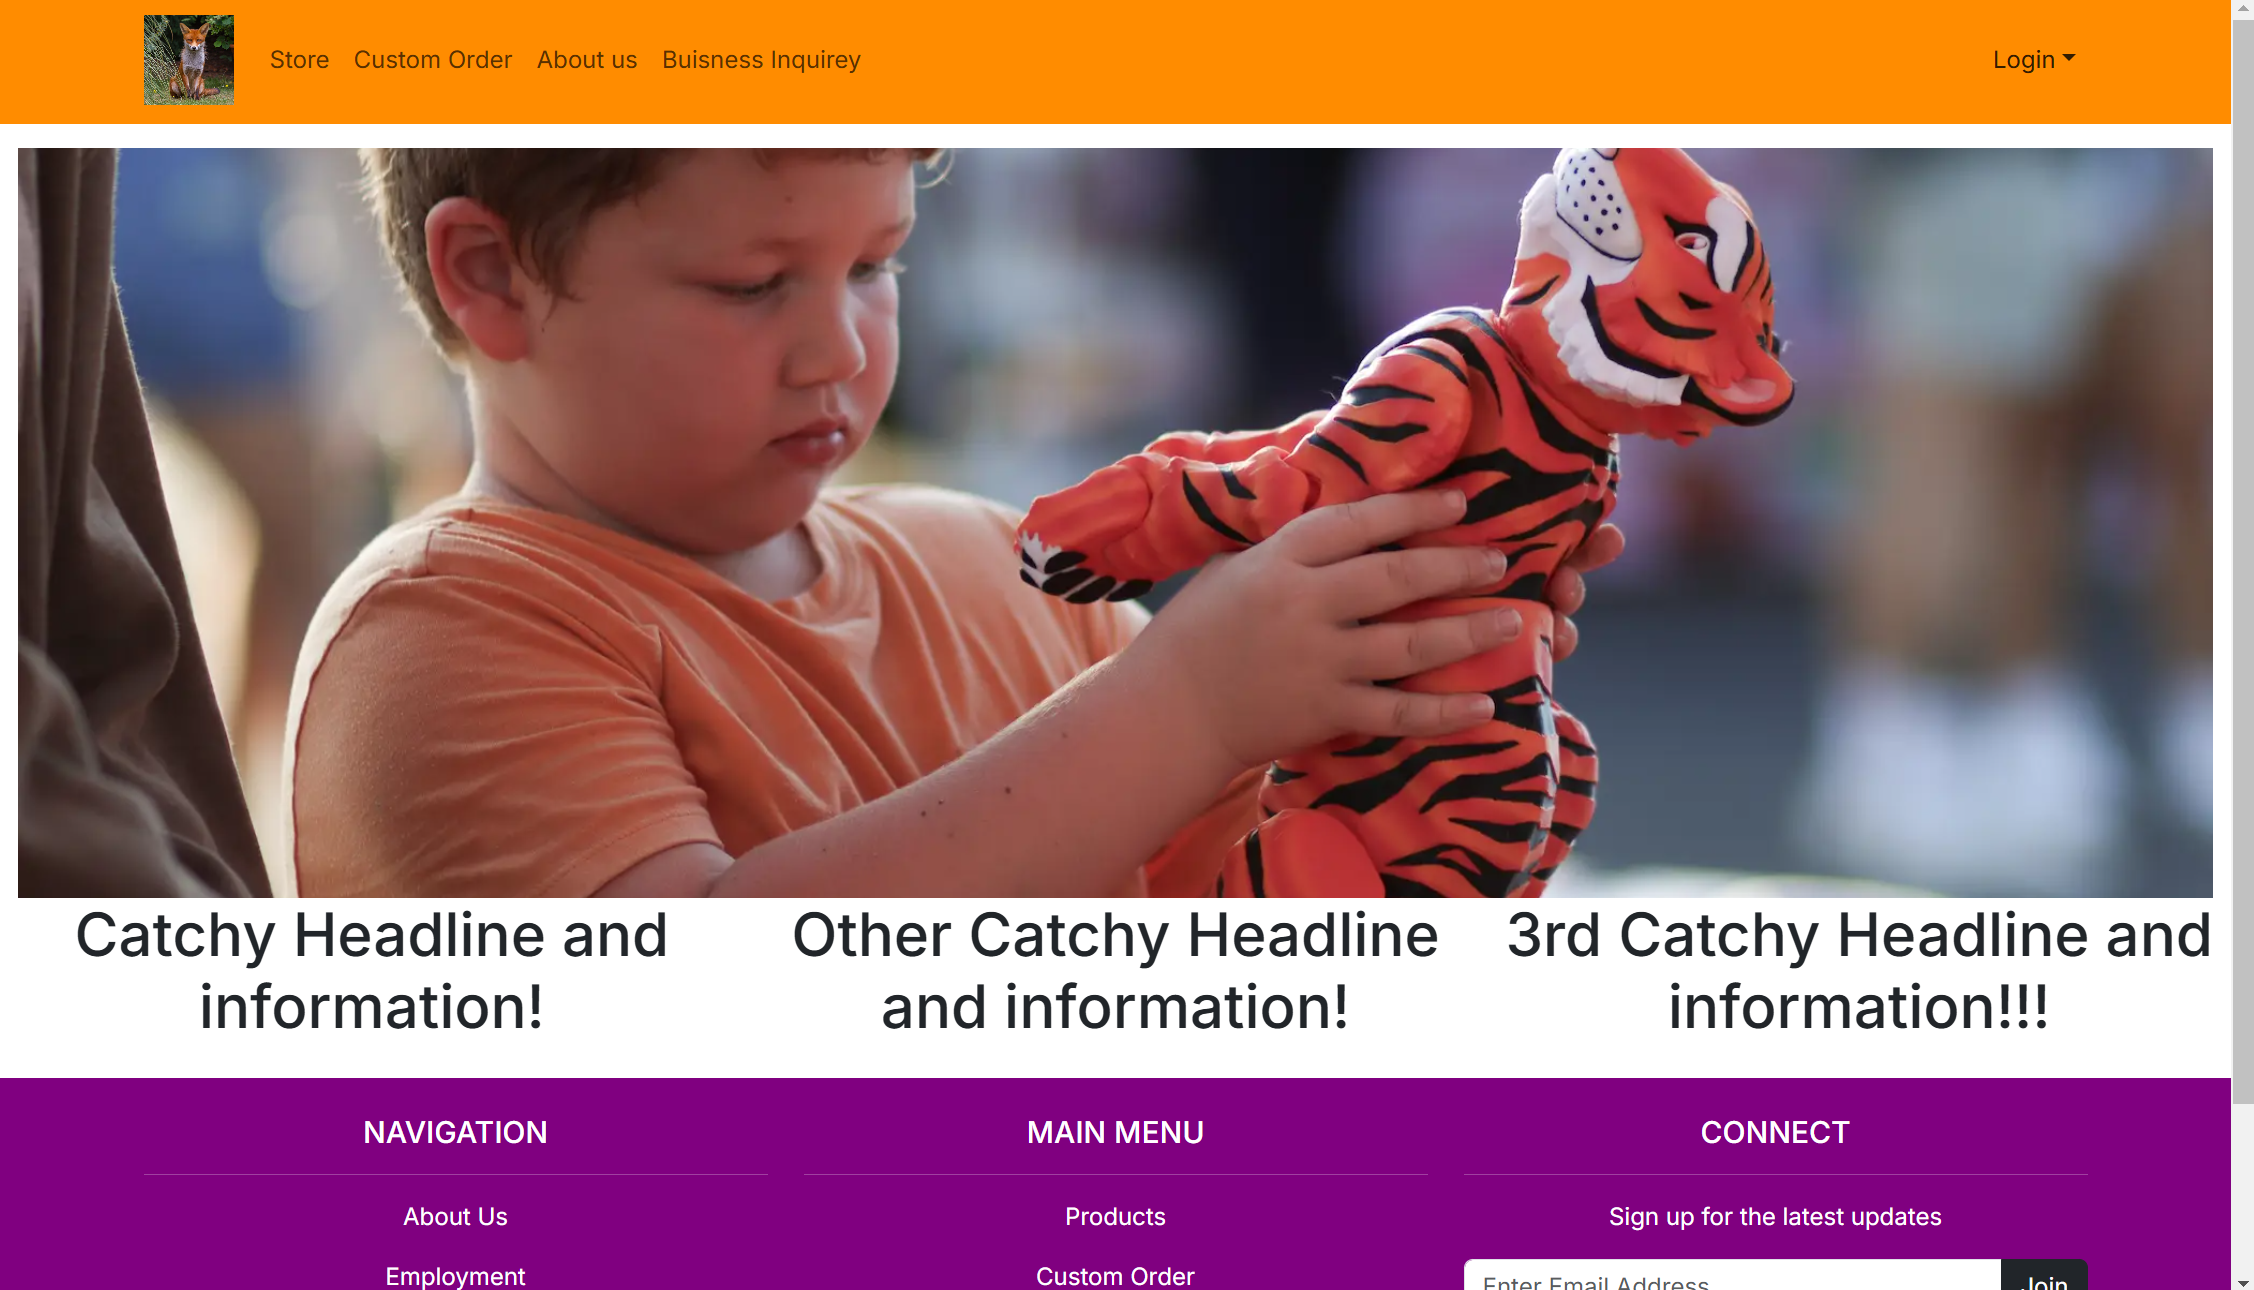 Store Custom Order About us Buisness Inquirey Login
Catchy Headline and
information!
Other Catchy Headline
and information!
3rd Catchy Headline and
information!!!
NAVIGATION
MAIN MENU
CONNECT
About Us
Products
Sign up for the latest updates
Employment
Custom Order
Enter Email Address
Join